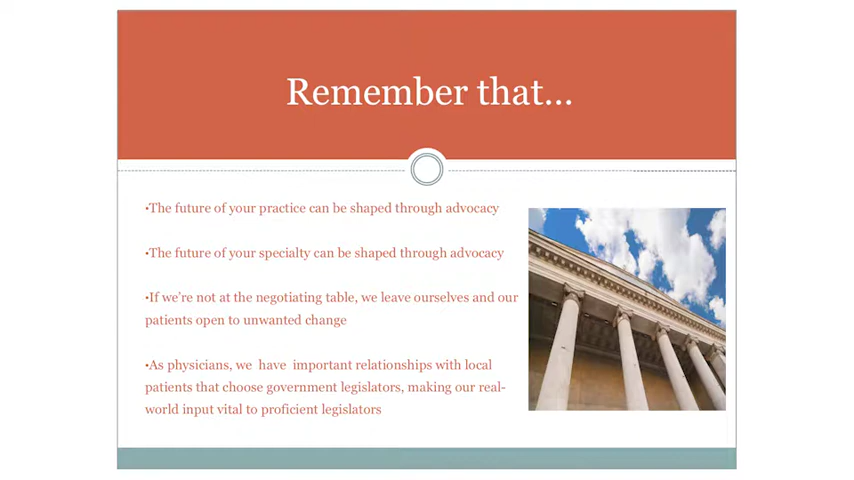 Remember that...
•The future of your practice can be shaped through advocacy
•The future of your specialty can be shaped through advocacy
•If we're not at the negotiating table, we leave ourselves and our
patients open to unwanted change
•As physicians, we  have  important relationships with local
patients that choose government legislators, making our real-
world input vital to proficient legislators